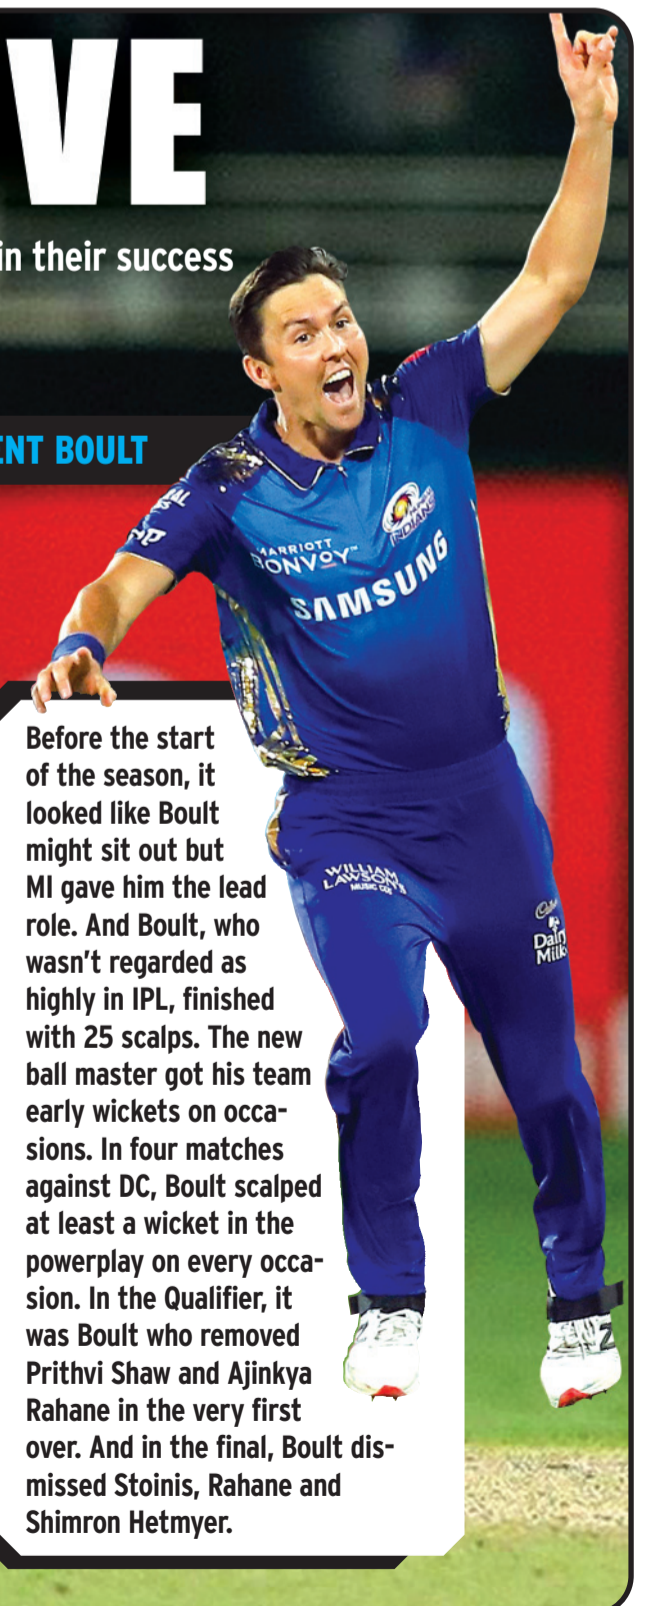 VE
in their success
ENT BOULT
MARRIOTT
BONVOY™
INDIANS
SAMSUNG
WILLIAM
LAWSON'S
MUSIC CDS
Dairy
Milk
Before the start
of the season, it
looked like Boult
might sit out but
MI gave him the lead
role. And Boult, who
wasn't regarded as
highly in IPL, finished
with 25 scalps. The new
ball master got his team
early wickets on occa-
sions. In four matches
against DC, Boult scalped
at least a wicket in the
powerplay on every occa-
sion. In the Qualifier, it
was Boult who removed
Prithvi Shaw and Ajinkya
Rahane in the very first
over. And in the final, Boult dis-
missed Stoinis, Rahane and
Shimron Hetmyer.